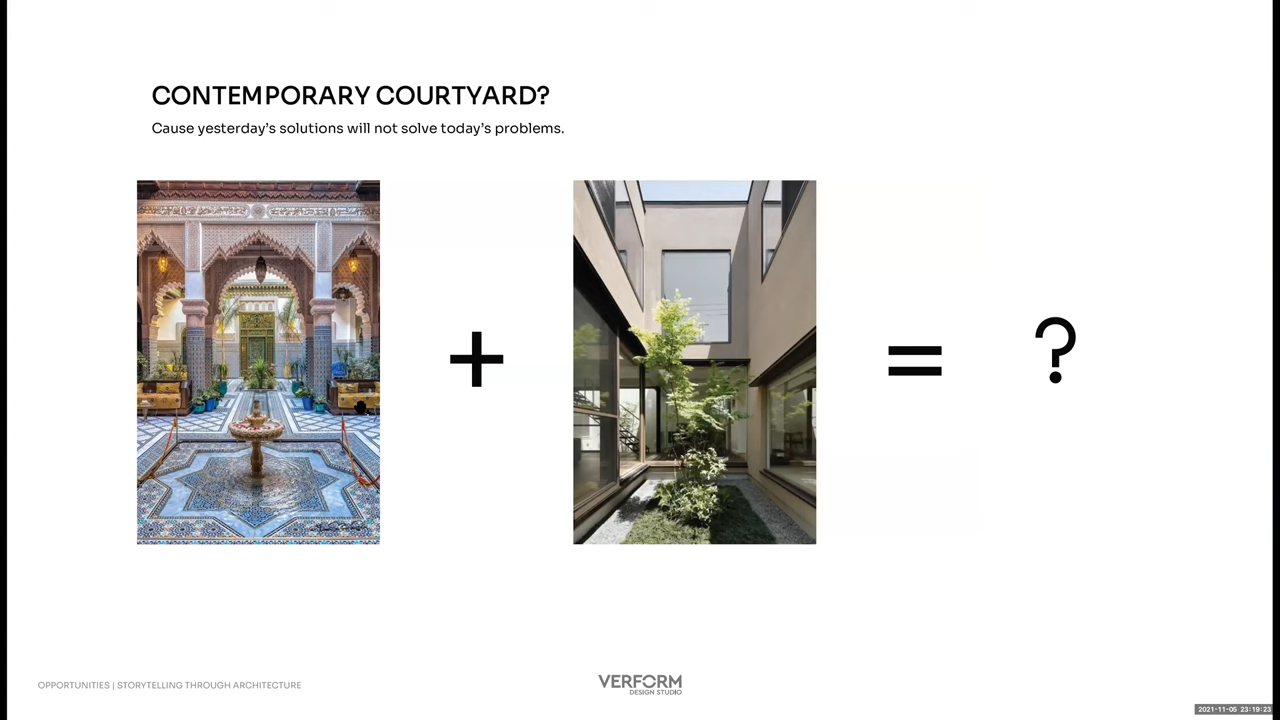 CONTEMPORARY COURTYARD?
Cause yesterday's solutions will not solve today's problems.
+
=
?
OPPORTUNITIES | STORYTELLING THROUGH ARCHITECTURE
VERFORM
DESIGN STUDIO
2021-11-05 23:19:23